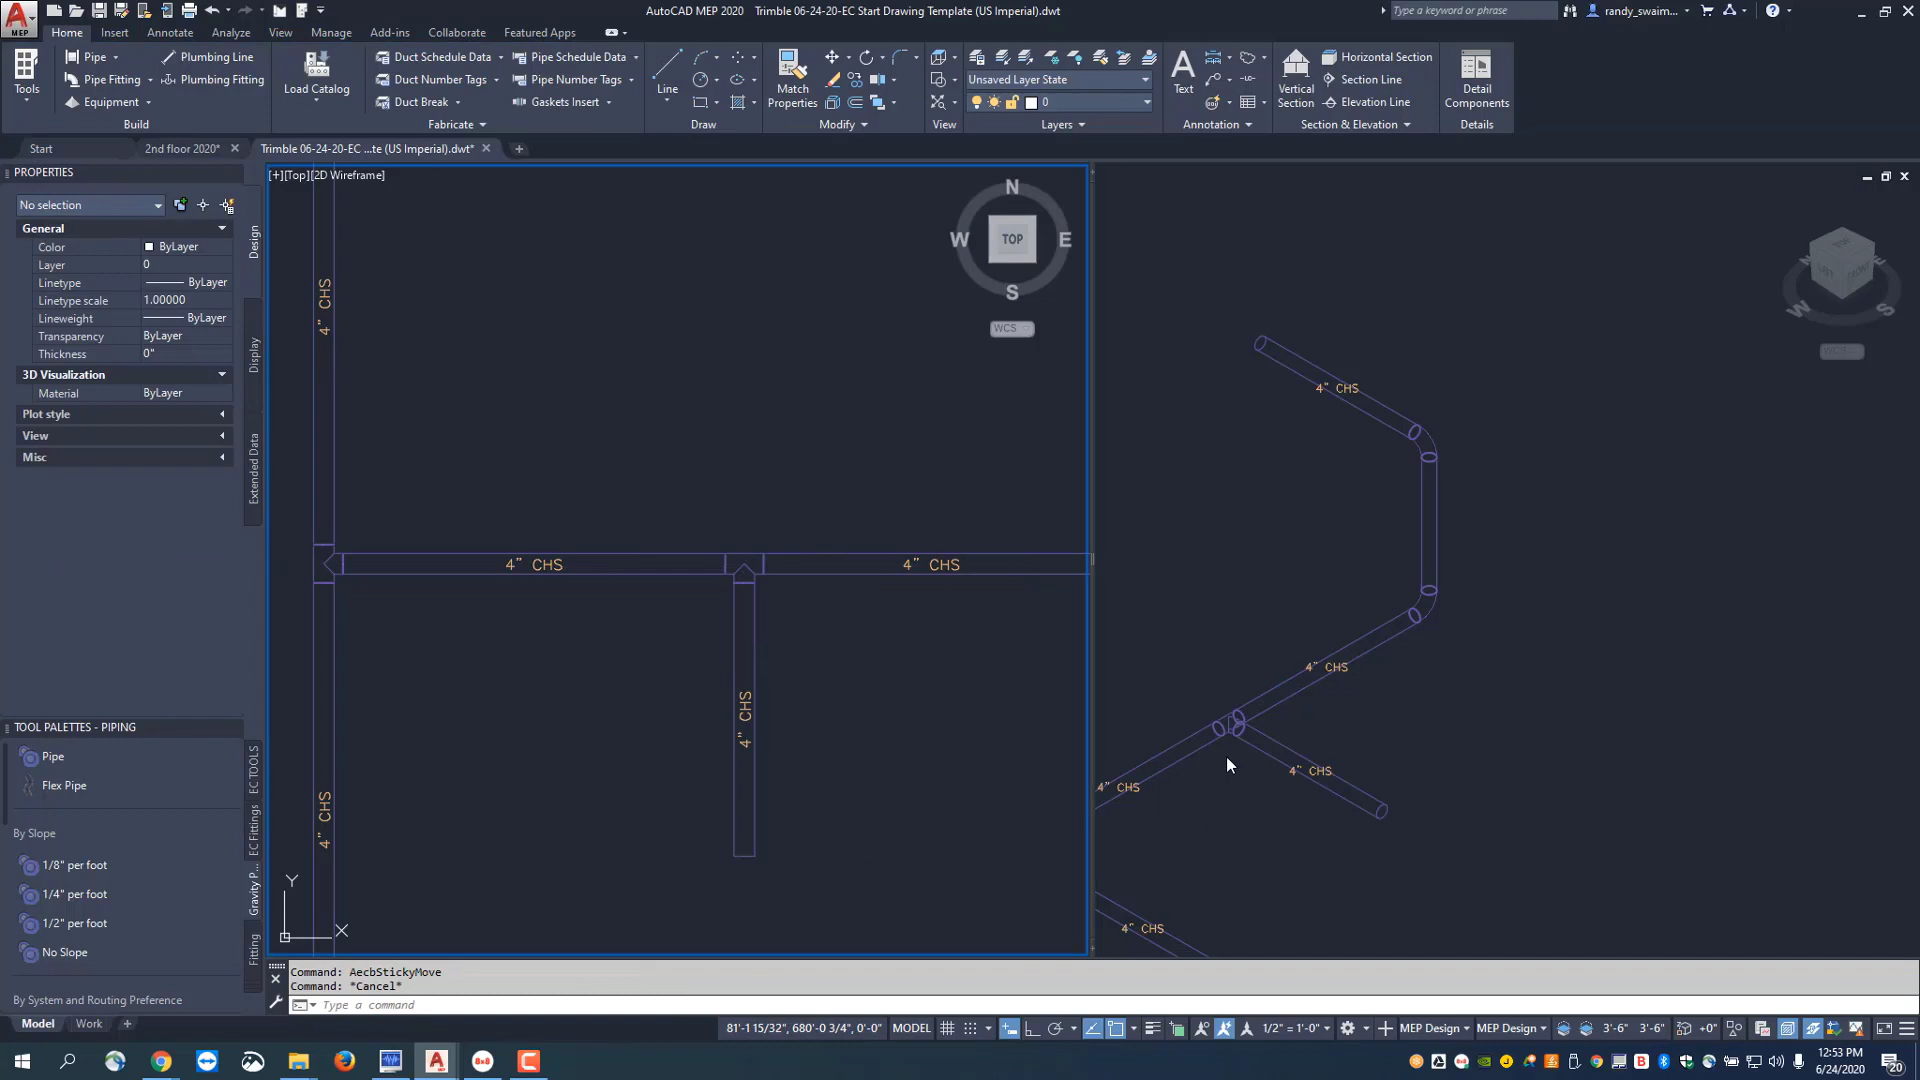 AutoCAD MEP 2020 Trimble 06-24-20-EC Start Drawing Template (US Imperial).dwt
Type a keyword or phrase
randy_swaim...
MEP
Home Insert Annotate Analyze View Manage Add-ins Collaborate Featured Apps
Tools
Pipe
Pipe Fitting
Equipment
Plumbing Line
Plumbing Fitting
Build
Load Catalog
Duct Schedule Data
Duct Number Tags
Duct Break
Pipe Schedule Data
Pipe Number Tags
Gaskets Insert
Fabricate
Line
Draw
Match
Properties
Modify
View
Unsaved Layer State
0
Layers
Text
Annotation
Vertical
Section
Horizontal Section
Section Line
Elevation Line
Section & Elevation
Detail
Components
Details
Start 2nd floor 2020* Trimble 06-24-20-EC ...te (US Imperial).dwt*
PROPERTIES
No selection
General
Color ByLayer
Layer 0
Linetype ByLayer
Linetype scale 1.00000
Lineweight ByLayer
Transparency ByLayer
Thickness 0"
3D Visualization
Material ByLayer
Plot style
View
Misc
Design
Display
Extended Data
TOOL PALETTES - PIPING
Pipe
Flex Pipe
By Slope
1/8" per foot
1/4" per foot
1/2" per foot
No Slope
By System and Routing Preference
EC TOOLS
EC Fittings
Gravity P...
Fitting
[+][Top][2D Wireframe]
N
W TOP E
S
WCS
4" CHS
4" CHS
4" CHS
4" CHS
4" CHS
Y
X
4" CHS
4" CHS
4" CHS
4" CHS
4" CHS
W S
Command: AecbStickyMove
Command: *Cancel*
Type a command
Model Work
81'-1 15/32", 680'-0 3/4", 0'-0" MODEL 1/2" = 1'-0" MEP Design MEP Design 3'-6" 3'-6" +0"
12:53 PM
6/24/2020
20